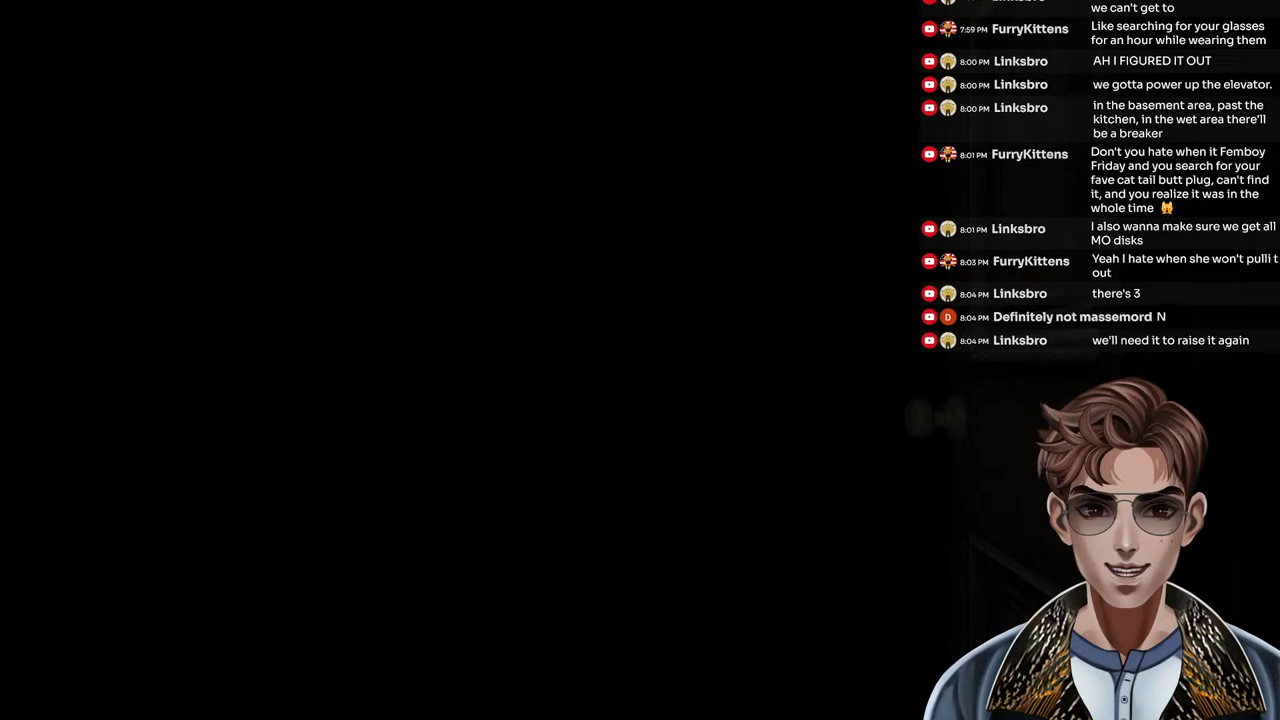 we can't get to
7:59 PM FurryKittens Like searching for your glasses
for an hour while wearing them
8:00 PM Linksbro AH I FIGURED IT OUT
8:00 PM Linksbro we gotta power up the elevator.
8:00 PM Linksbro in the basement area, past the
kitchen, in the wet area there'll
be a breaker
8:01 PM FurryKittens Don't you hate when it Femboy
Friday and you search for your
fave cat tail butt plug, can't find
it, and you realize it was in the
whole time
8:01 PM Linksbro I also wanna make sure we get all
MO disks
8:03 PM FurryKittens Yeah I hate when she won't pulli t
out
8:04 PM Linksbro there's 3
D 8:04 PM Definitely not massemord N
8:04 PM Linksbro we'll need it to raise it again